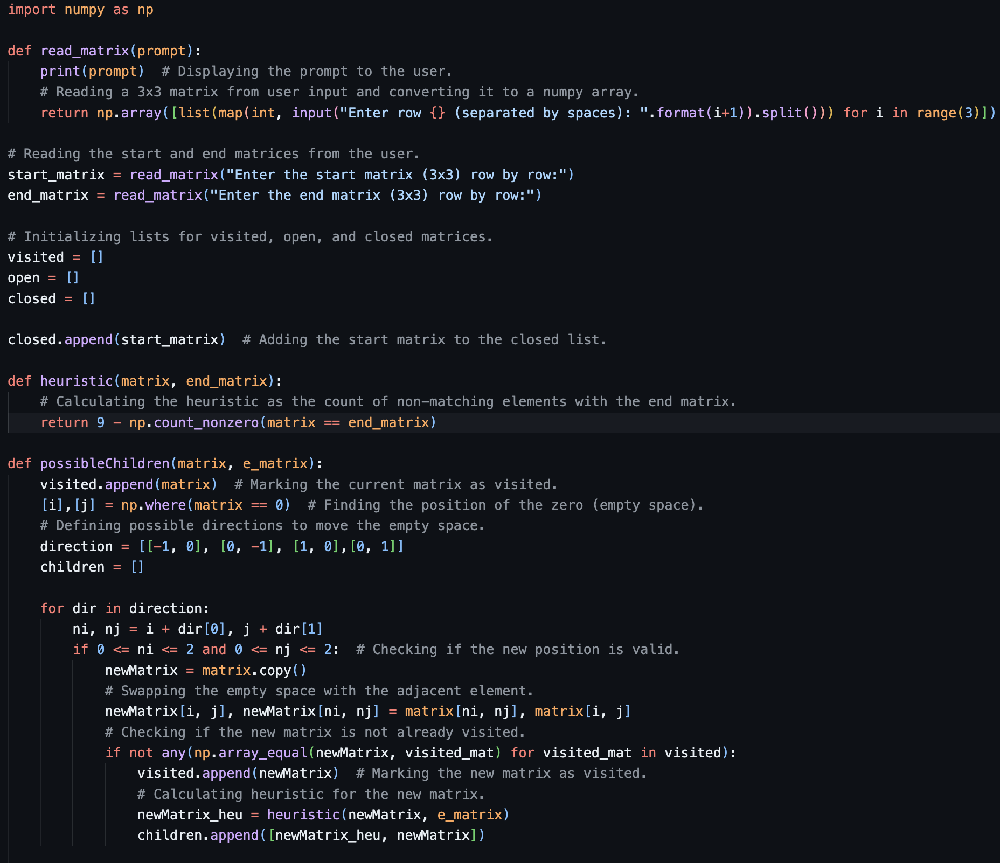 import numpy as np

def read_matrix(prompt):
    print(prompt)  # Displaying the prompt to the user.
    # Reading a 3x3 matrix from user input and converting it to a numpy array.
    return np.array([list(map(int, input("Enter row {} (separated by spaces): ".format(i+1)).split())) for i in range(3)])

# Reading the start and end matrices from the user.
start_matrix = read_matrix("Enter the start matrix (3x3) row by row:")
end_matrix = read_matrix("Enter the end matrix (3x3) row by row:")

# Initializing lists for visited, open, and closed matrices.
visited = []
open = []
closed = []

closed.append(start_matrix)  # Adding the start matrix to the closed list.

def heuristic(matrix, end_matrix):
    # Calculating the heuristic as the count of non-matching elements with the end matrix.
    return 9 - np.count_nonzero(matrix == end_matrix)

def possibleChildren(matrix, e_matrix):
    visited.append(matrix)  # Marking the current matrix as visited.
    [i],[j] = np.where(matrix == 0)  # Finding the position of the zero (empty space).
    # Defining possible directions to move the empty space.
    direction = [[-1, 0], [0, -1], [1, 0],[0, 1]]
    children = []

    for dir in direction:
        ni, nj = i + dir[0], j + dir[1]
        if 0 <= ni <= 2 and 0 <= nj <= 2:  # Checking if the new position is valid.
            newMatrix = matrix.copy()
            # Swapping the empty space with the adjacent element.
            newMatrix[i, j], newMatrix[ni, nj] = matrix[ni, nj], matrix[i, j]
            # Checking if the new matrix is not already visited.
            if not any(np.array_equal(newMatrix, visited_mat) for visited_mat in visited):
                visited.append(newMatrix)  # Marking the new matrix as visited.
                # Calculating heuristic for the new matrix.
                newMatrix_heu = heuristic(newMatrix, e_matrix)
                children.append([newMatrix_heu, newMatrix])